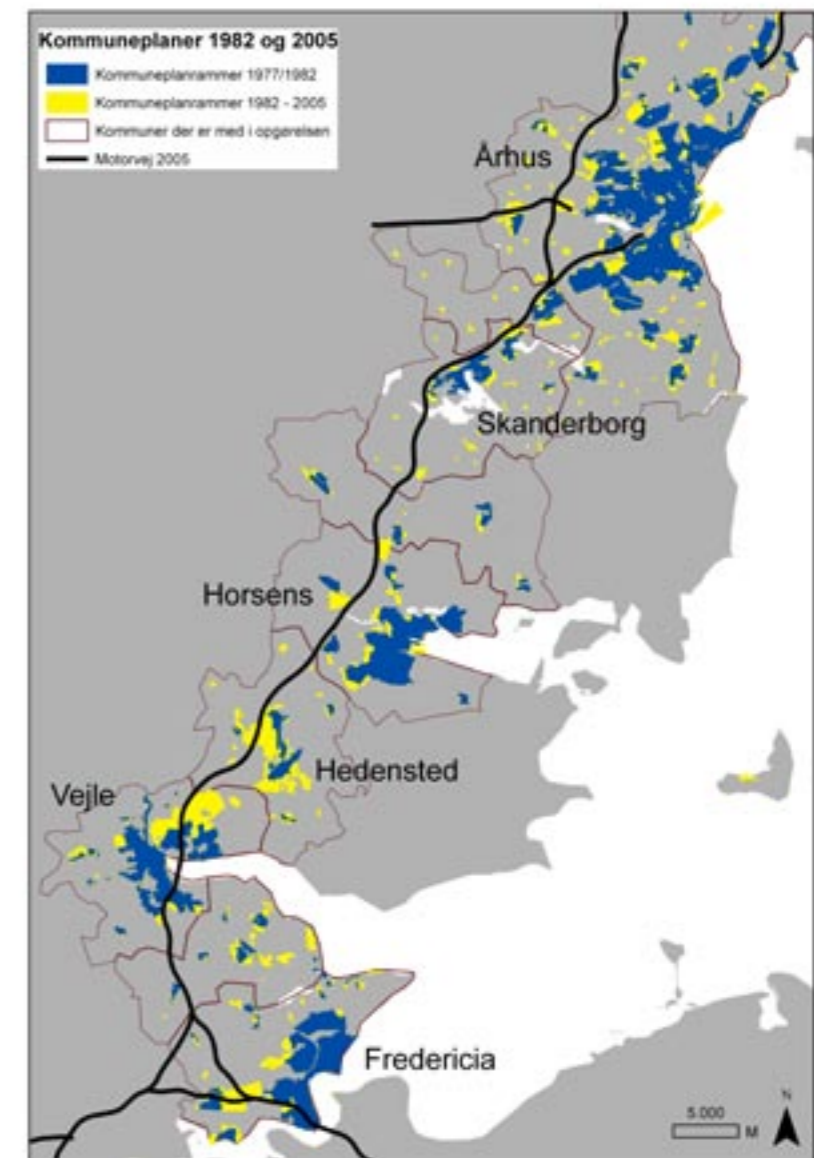 Kommuneplaner 1982 og 2005
Kommuneplanrammer 1977/1982
Kommuneplanrammer 1982 - 2005
Kommuner der er med i opgørelsen
Motorvej 2005
Århus
Skanderborg
Horsens
Hedensted
Vejle
Fredericia
N
5.000
M